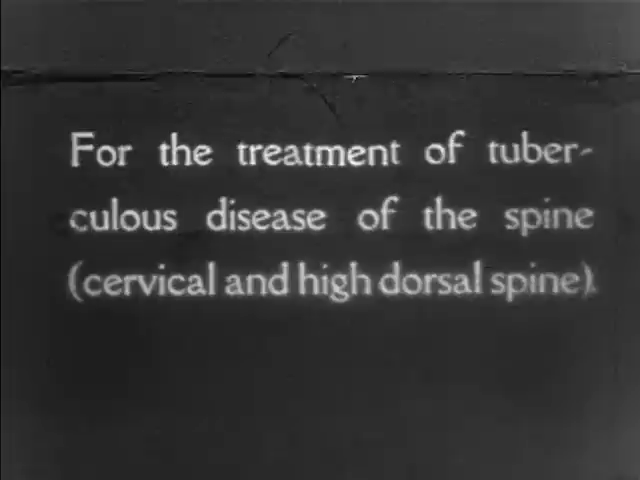 For the treatment of tuber-
culous disease of the spine
(cervical and high dorsal spine).